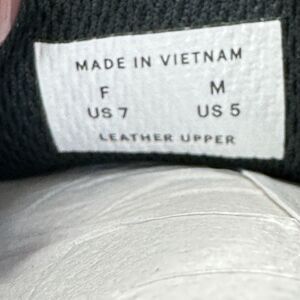 MADE IN VIETNAM
F M
US 7 US 5
LEATHER UPPER